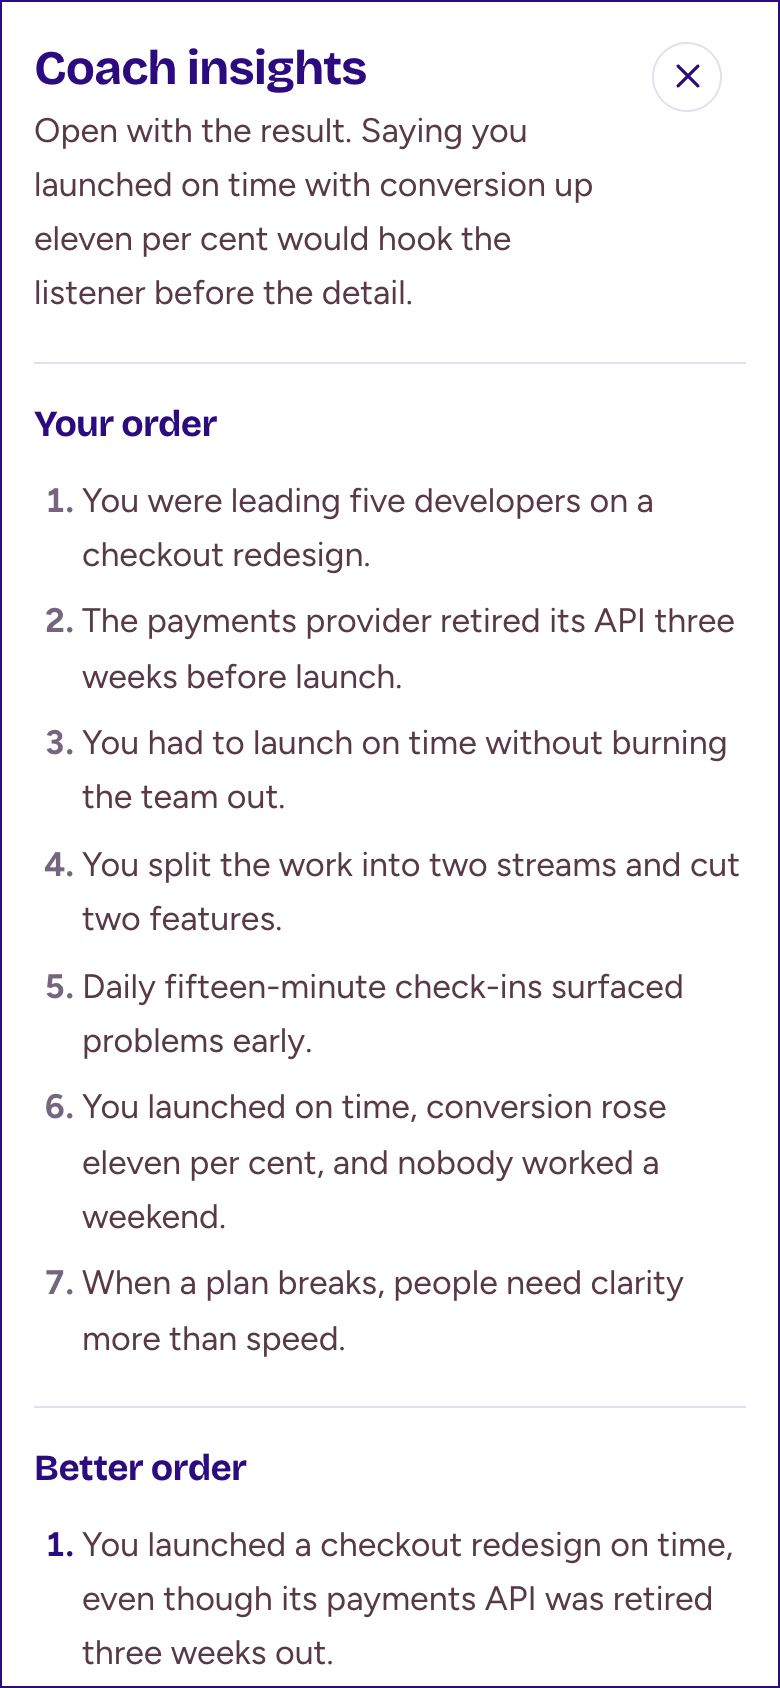 Coach insights
Open with the result. Saying you
launched on time with conversion up
eleven per cent would hook the
listener before the detail.
Your order
1. You were leading five developers on a
checkout redesign.
2. The payments provider retired its API three
weeks before launch.
3. You had to launch on time without burning
the team out.
4. You split the work into two streams and cut
two features.
5. Daily fifteen-minute check-ins surfaced
problems early.
6. You launched on time, conversion rose
eleven per cent, and nobody worked a
weekend.
7. When a plan breaks, people need clarity
more than speed.
Better order
1. You launched a checkout redesign on time,
even though its payments API was retired
three weeks out.